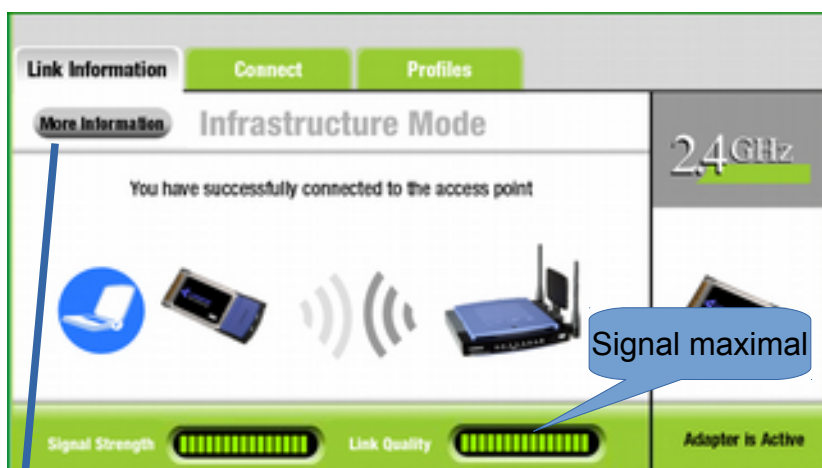 Link Information
Connect
Profiles
More Information
Infrastructure Mode
2.4GHz
You have successfully connected to the access point
Signal maximal
Signal Strength
Link Quality
Adapter is Active